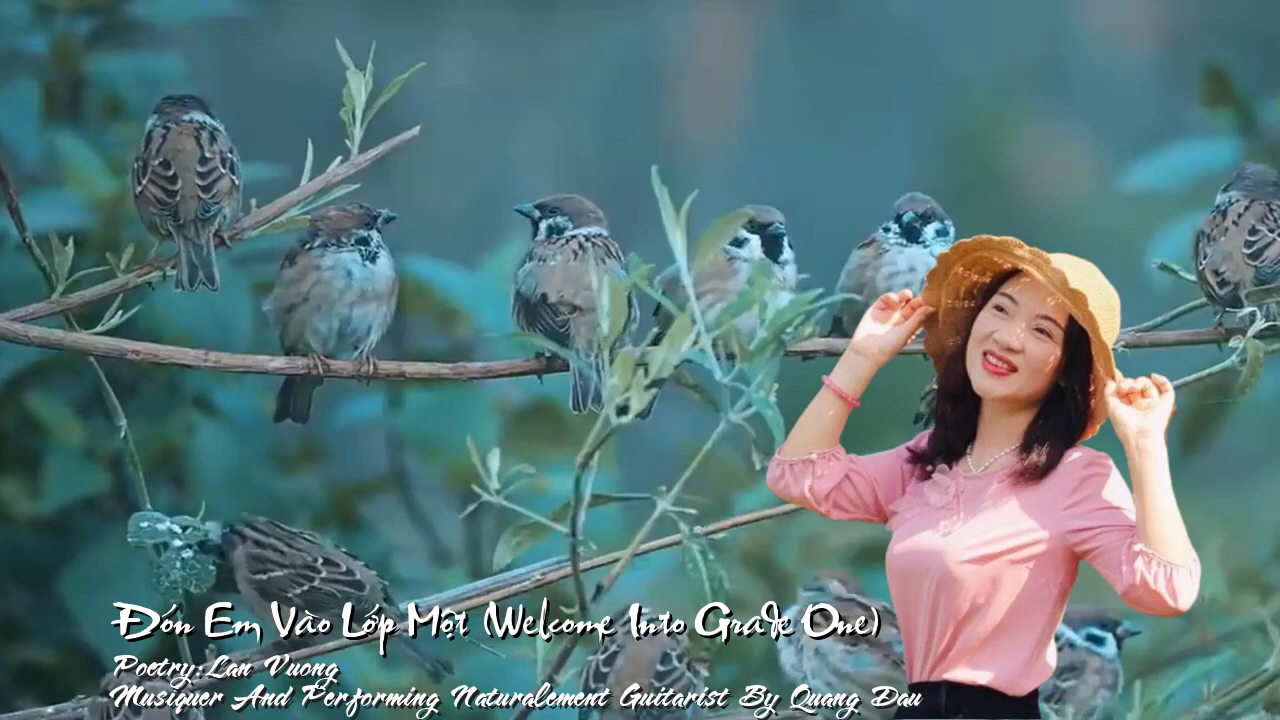 Đón Em Vào Lớp Một (Welcome Into Grade One)
Poetry:Lan Vuong
Musiquer And Performing Naturalement Guitarist By Quang Dau